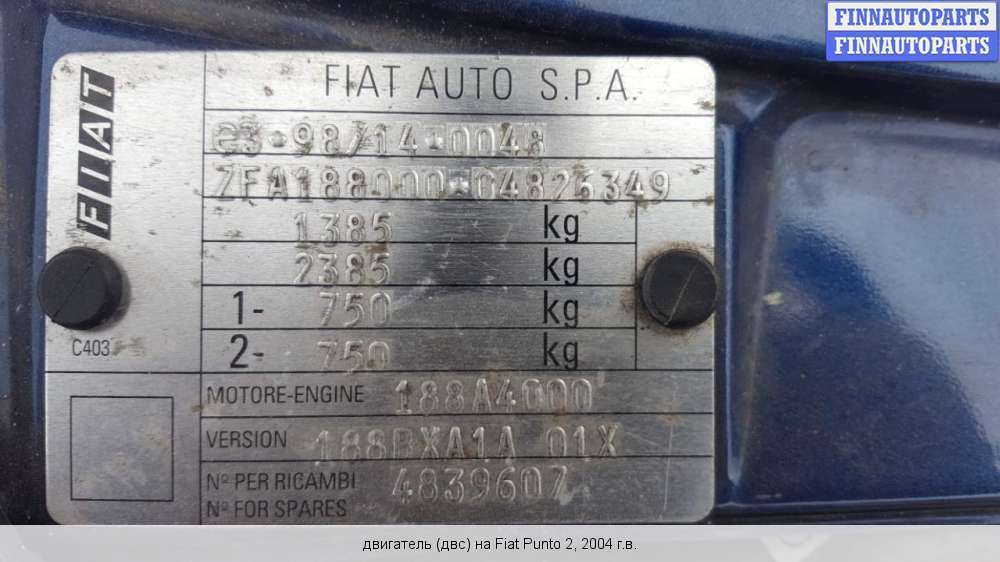 FINNAUTOPARTS
FINNAUTOPARTS
FIAT
FIAT AUTO S.P.A.
e3*98/14*0048
ZFA188000*04826349
1385 kg
2385 kg
1- 750 kg
2- 750 kg
C403
MOTORE-ENGINE 188A4000
VERSION 188BXA1A 01X
Nº PER RICAMBI 4839607
Nº FOR SPARES
двигатель (двс) на Fiat Punto 2, 2004 г.в.